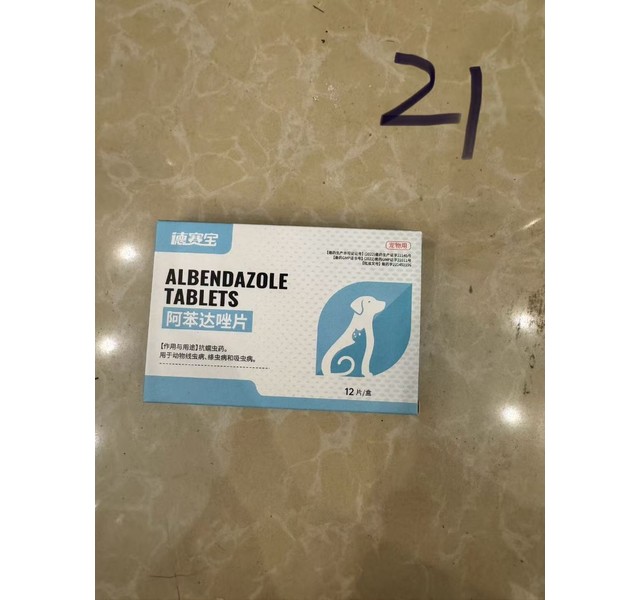 21
德赛宝
宠物用
ALBENDAZOLE
TABLETS
阿苯达唑片
【作用与用途】抗蠕虫药。
用于动物线虫病、绦虫病和吸虫病。
12片/盒